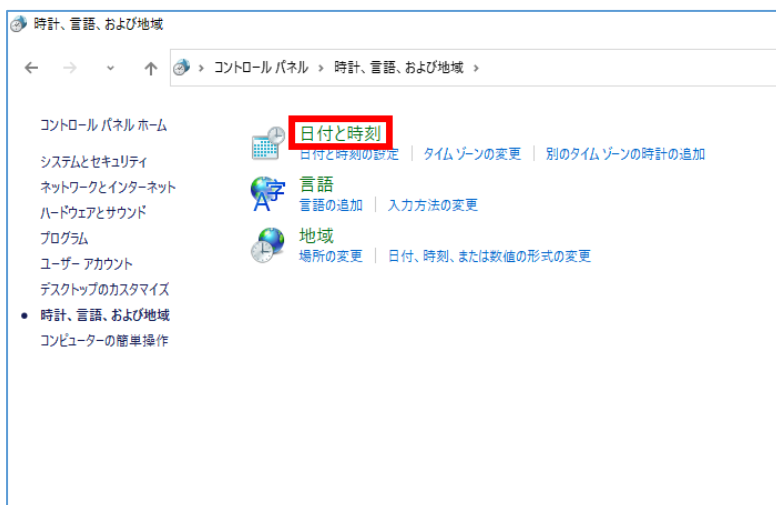 時計、言語、および地域
コントロール パネル › 時計、言語、および地域 ›
コントロール パネル ホーム
システムとセキュリティ
ネットワークとインターネット
ハードウェアとサウンド
プログラム
ユーザー アカウント
デスクトップのカスタマイズ
時計、言語、および地域
コンピューターの簡単操作
日付と時刻
日付と時刻の設定 | タイム ゾーンの変更 | 別のタイム ゾーンの時計の追加
言語
言語の追加 | 入力方法の変更
地域
場所の変更 | 日付、時刻、または数値の形式の変更